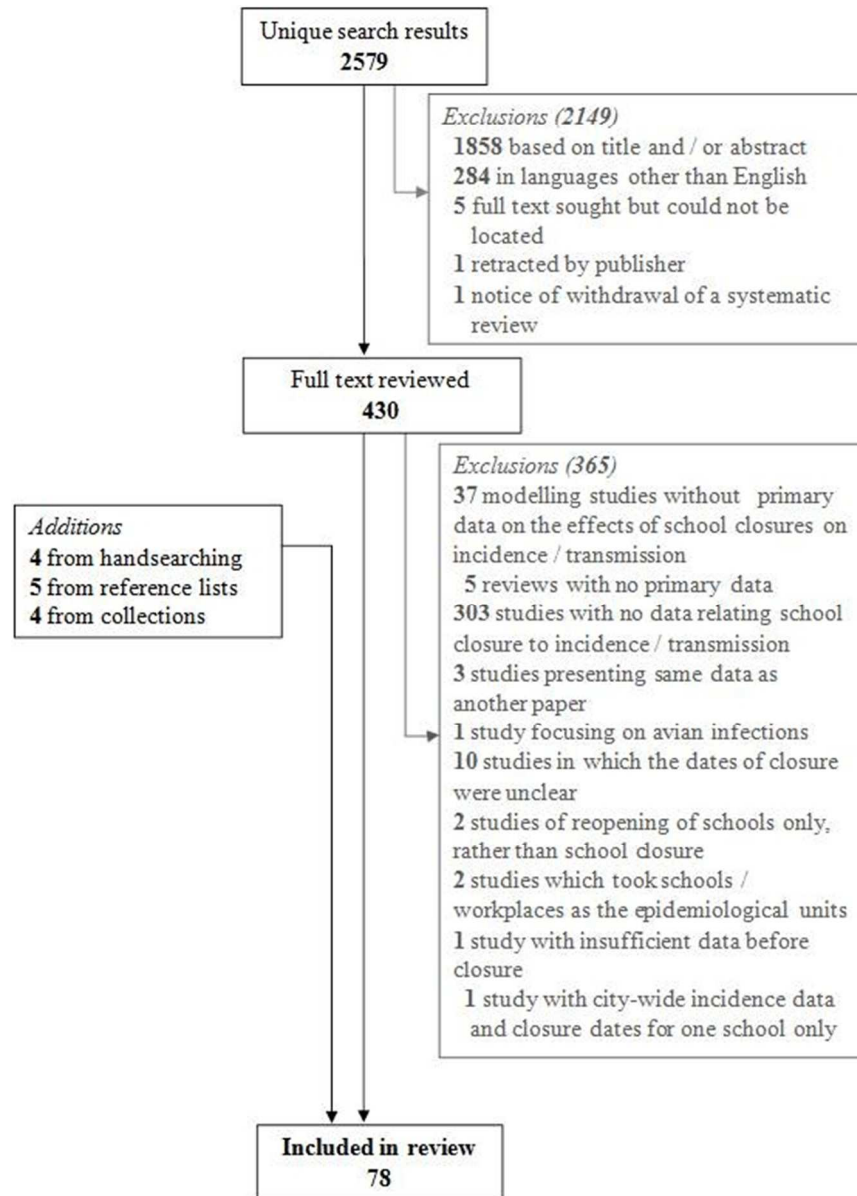 Unique search results
2579
Exclusions (2149)
1858 based on title and / or abstract
284 in languages other than English
5 full text sought but could not be
located
1 retracted by publisher
1 notice of withdrawal of a systematic
review
Full text reviewed
430
Exclusions (365)
37 modelling studies without primary
data on the effects of school closures on
incidence / transmission
5 reviews with no primary data
303 studies with no data relating school
closure to incidence / transmission
3 studies presenting same data as
another paper
1 study focusing on avian infections
10 studies in which the dates of closure
were unclear
2 studies of reopening of schools only,
rather than school closure
2 studies which took schools /
workplaces as the epidemiological units
1 study with insufficient data before
closure
1 study with city-wide incidence data
and closure dates for one school only
Additions
4 from handsearching
5 from reference lists
4 from collections
Included in review
78